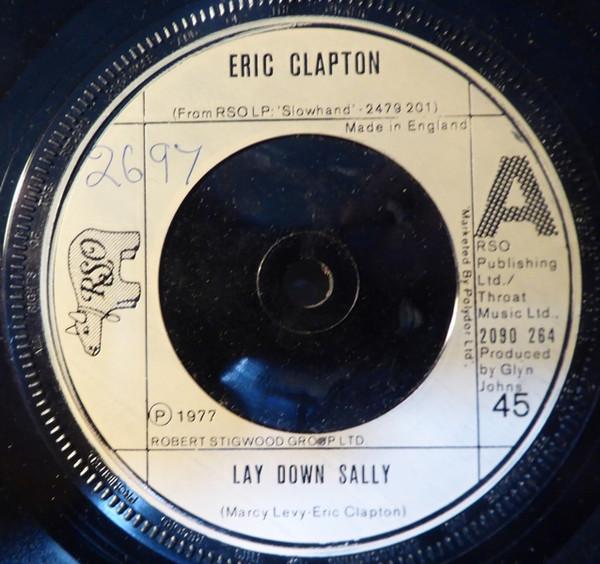 ERIC CLAPTON
(From RSO LP: 'Slowhand' - 2479 201)
Made in England
2697
A
RSO
RSO
Publishing
Ltd./
Throat
Music Ltd.,
2090 264
Produced
by Glyn
Johns
45
Marketed By Polydor Ltd.
Ⓟ 1977
ROBERT STIGWOOD GROUP LTD.
LAY DOWN SALLY
(Marcy Levy-Eric Clapton)
PROHIBITED